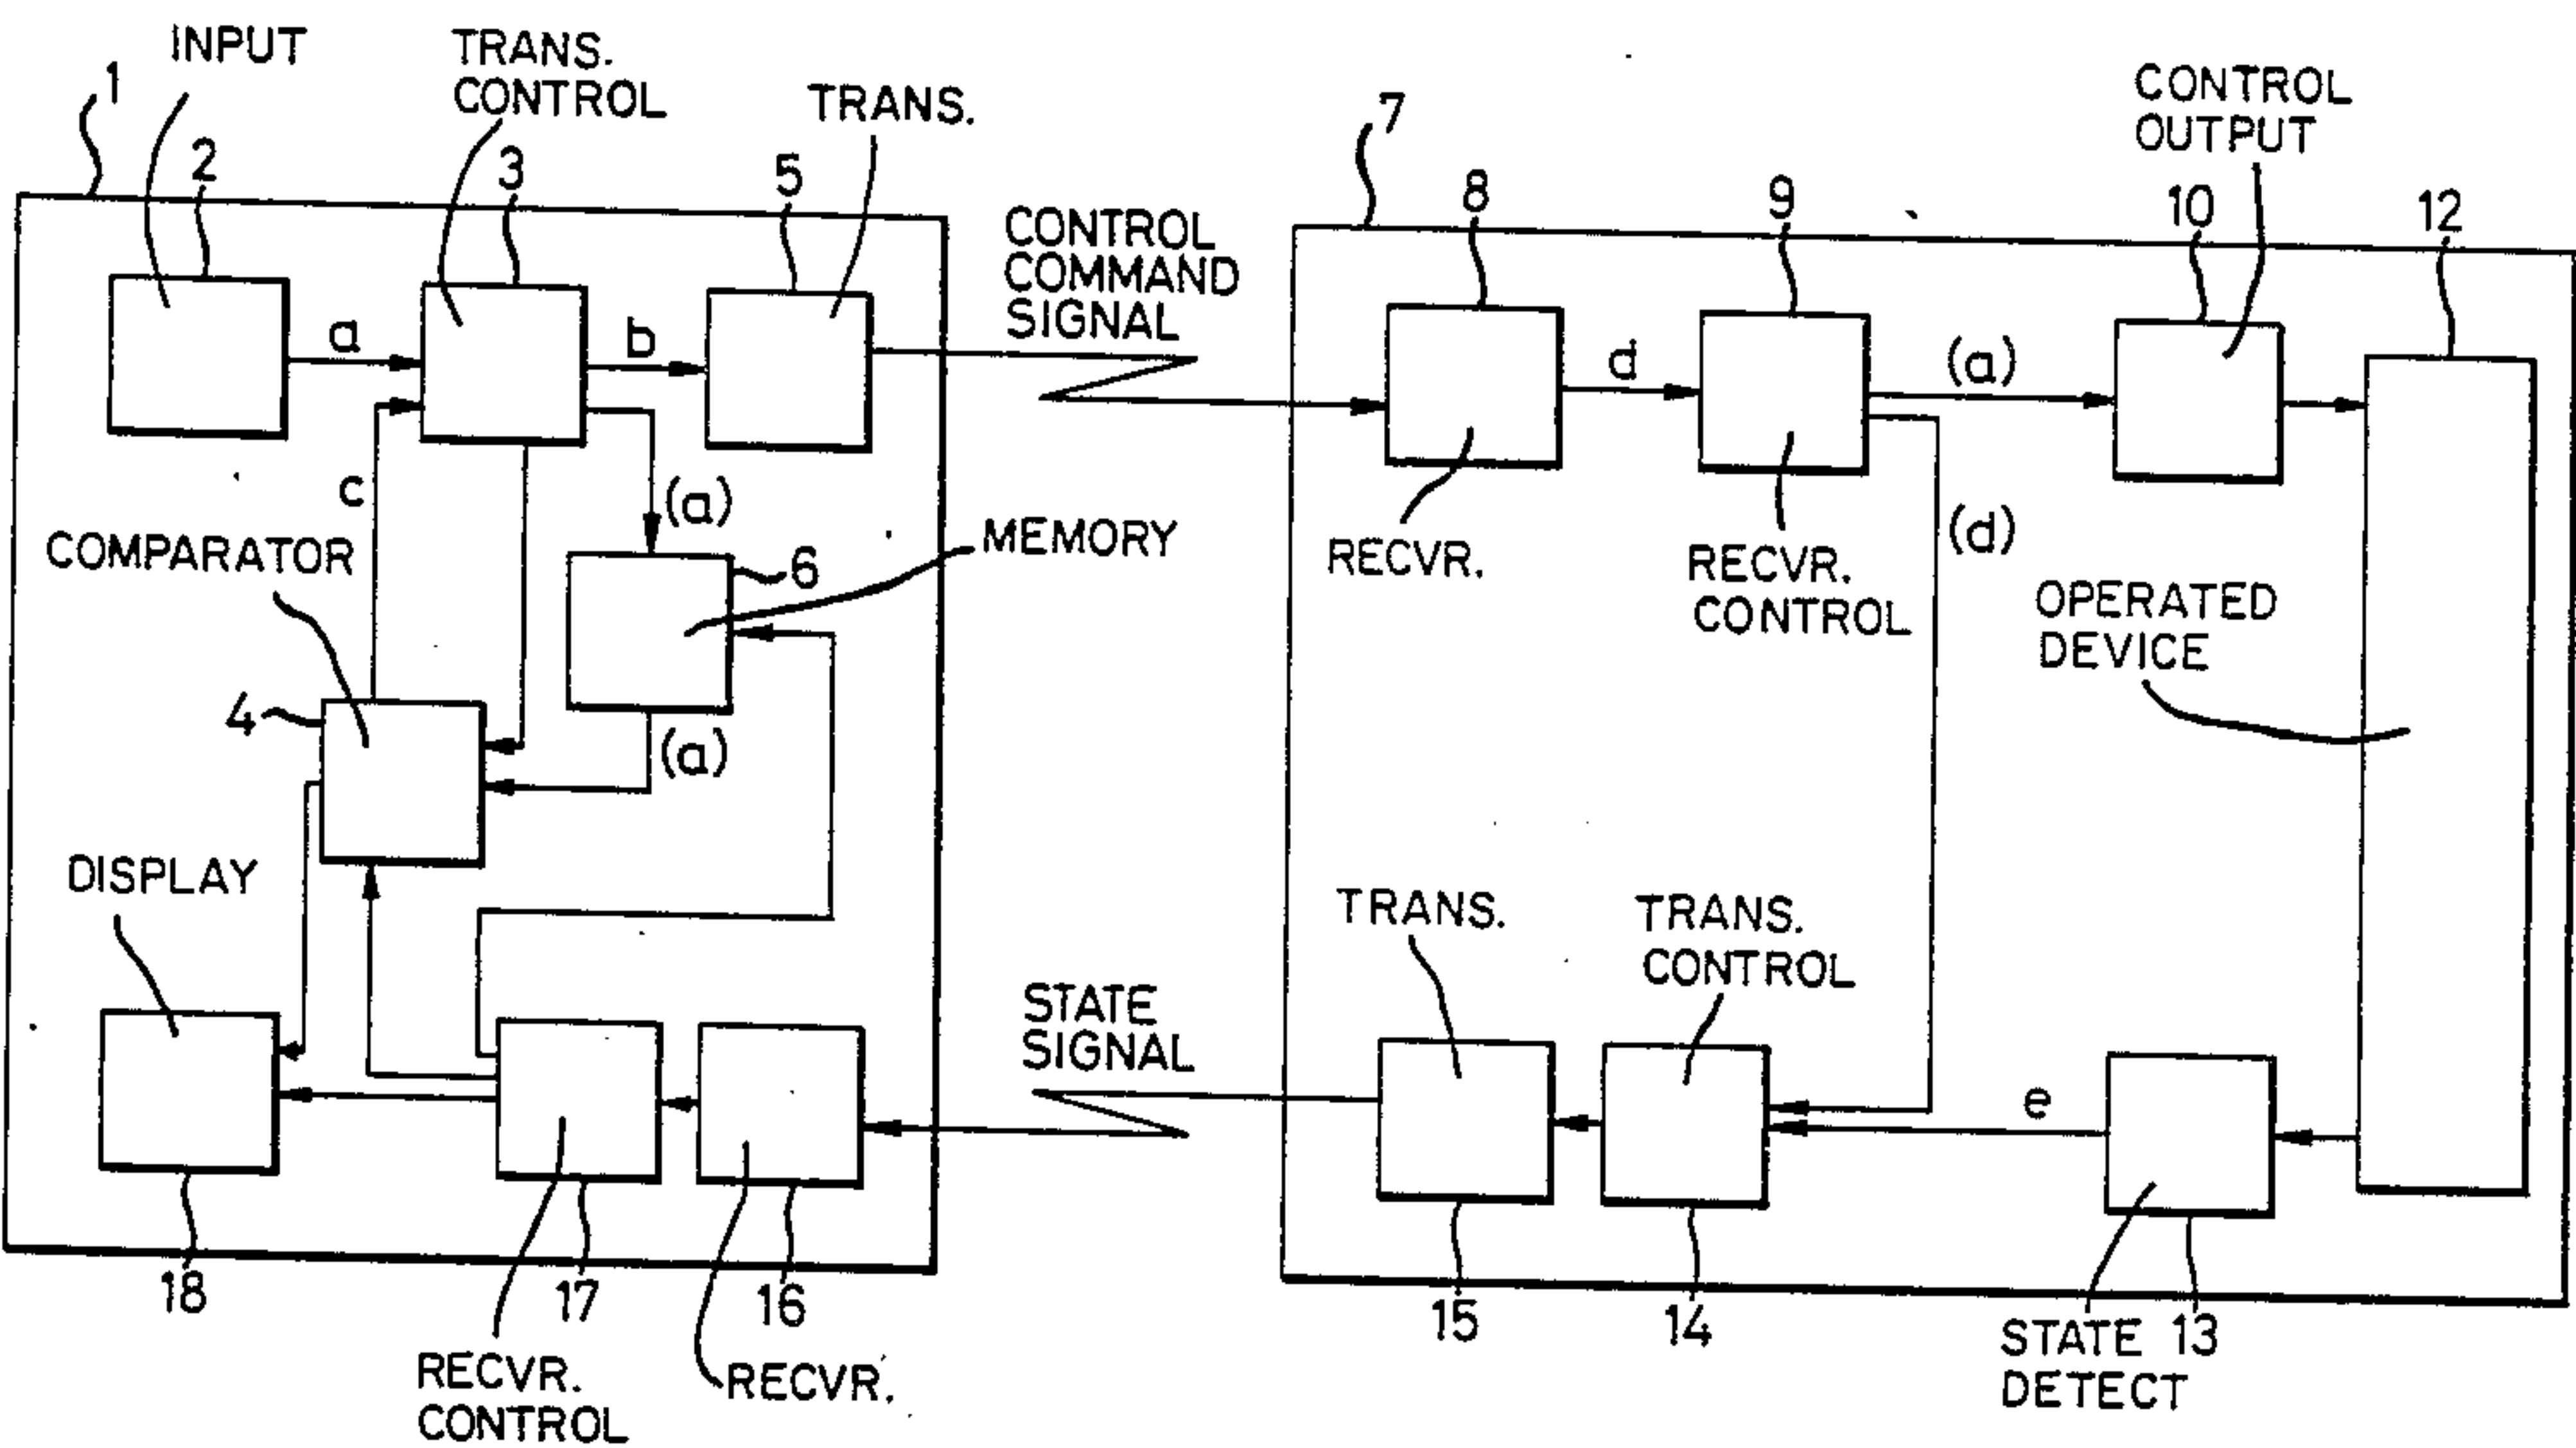 INPUT
TRANS.
CONTROL
TRANS.
CONTROL
OUTPUT
1
2
3
5
7
8
9
10
12
CONTROL
COMMAND
SIGNAL
a
b
d
(a)
c
(a)
(d)
COMPARATOR
MEMORY
6
RECVR.
RECVR.
CONTROL
OPERATED
DEVICE
4
(a)
DISPLAY
TRANS.
TRANS.
CONTROL
STATE
SIGNAL
e
18
17
16
15
14
13
RECVR.
CONTROL
RECVR.
STATE
DETECT